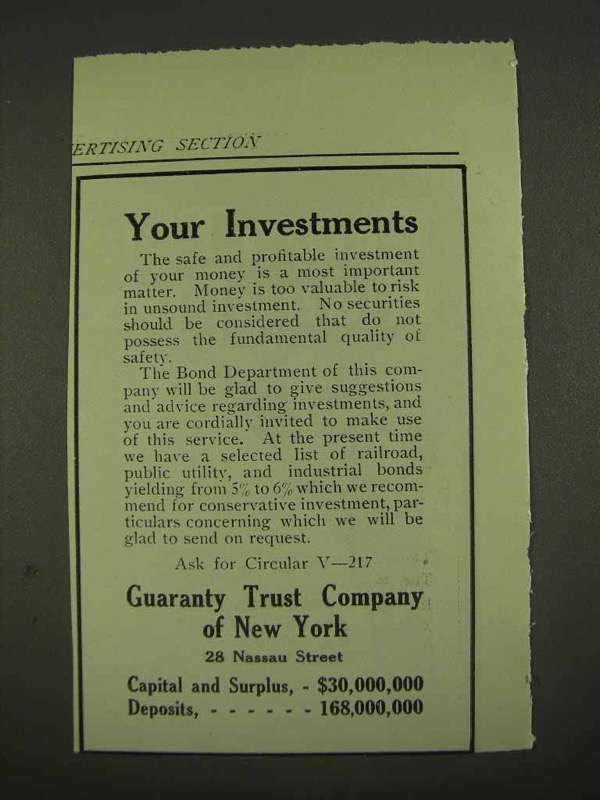 ERTISING SECTION
Your Investments
The safe and profitable investment
of your money is a most important
matter. Money is too valuable to risk
in unsound investment. No securities
should be considered that do not
possess the fundamental quality of
safety.
The Bond Department of this com-
pany will be glad to give suggestions
and advice regarding investments, and
you are cordially invited to make use
of this service. At the present time
we have a selected list of railroad,
public utility, and industrial bonds
yielding from 5% to 6% which we recom-
mend for conservative investment, par-
ticulars concerning which we will be
glad to send on request.
Ask for Circular V—217
Guaranty Trust Company
of New York
28 Nassau Street
Capital and Surplus, - $30,000,000
Deposits, - - - - - - 168,000,000